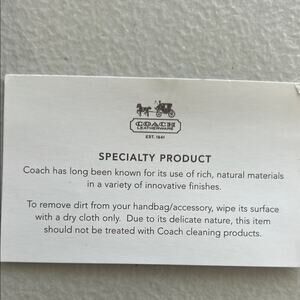 COACH
LEATHERWARE
EST. 1941
SPECIALTY PRODUCT
Coach has long been known for its use of rich, natural materials
in a variety of innovative finishes.
To remove dirt from your handbag/accessory, wipe its surface
with a dry cloth only. Due to its delicate nature, this item
should not be treated with Coach cleaning products.